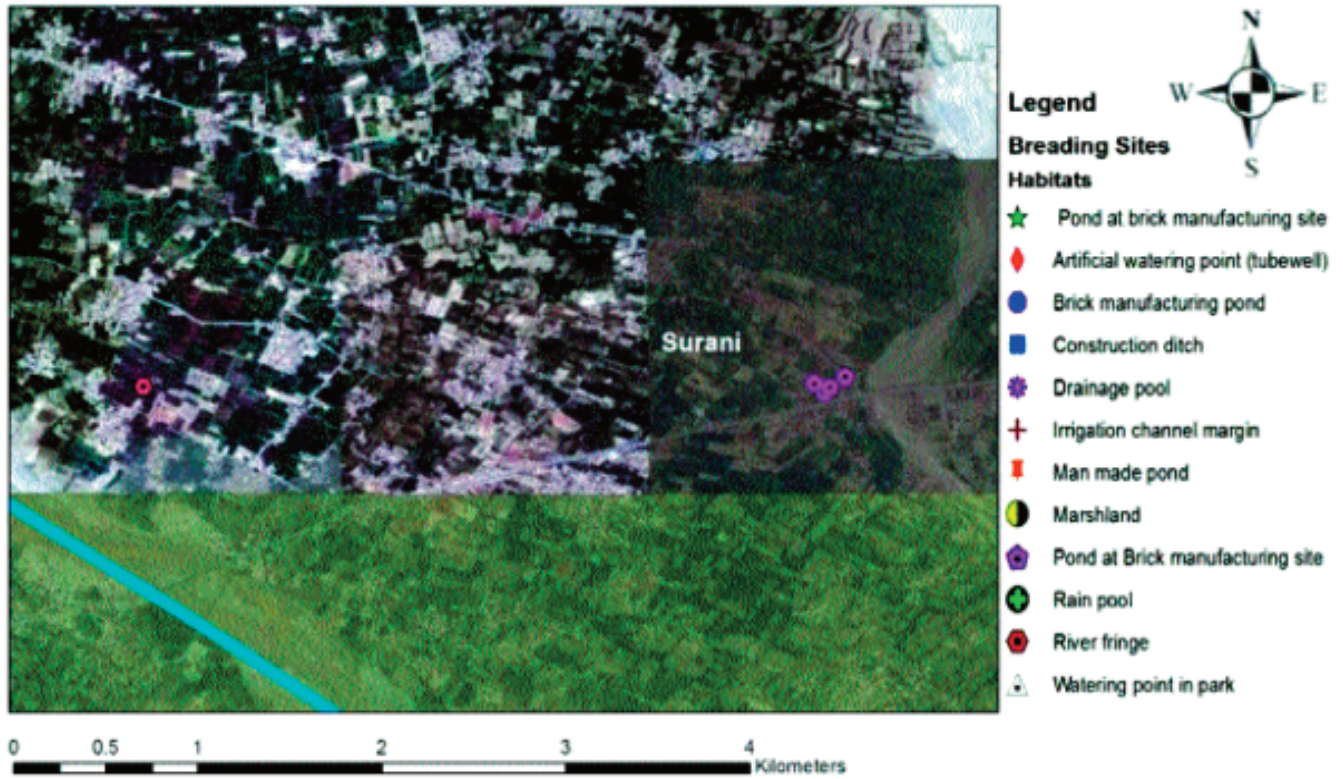 N
W E
S
Legend
Breading Sites
Habitats
Pond at brick manufacturing site
Artificial watering point (tubewell)
Brick manufacturing pond
Construction ditch
Drainage pool
Irrigation channel margin
Man made pond
Marshland
Pond at Brick manufacturing site
Rain pool
River fringe
Watering point in park
Surani
0 0.5 1 2 3 4
Kilometers